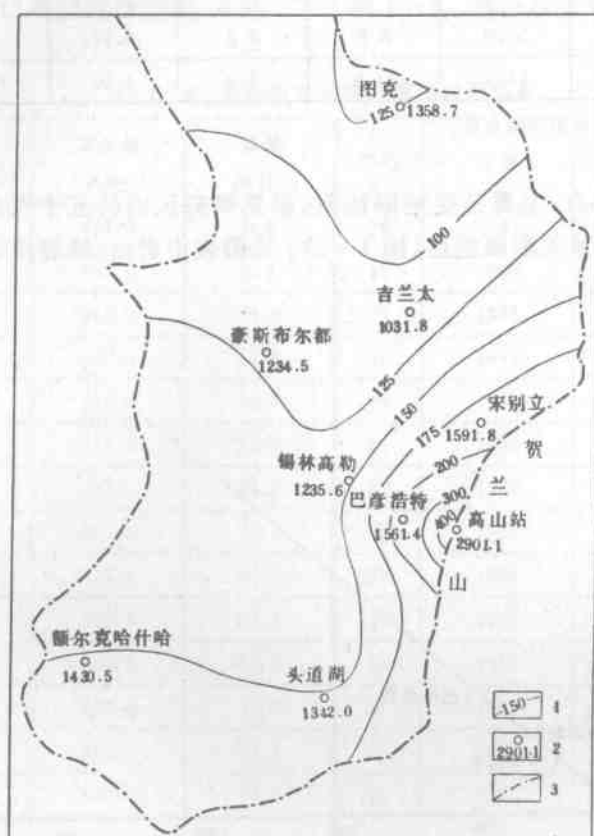 图克
125
1358.7
100
吉兰太
1031.8
豪斯布尔都
1234.5
125
150
宋别立
1591.8
175
贺
200
锡林高勒
1235.6
兰
巴彦浩特
1561.4
300
400
高山站
2901.1
山
额尔克哈什哈
1430.5
头道湖
1342.0
150
1
2901.1
2
3